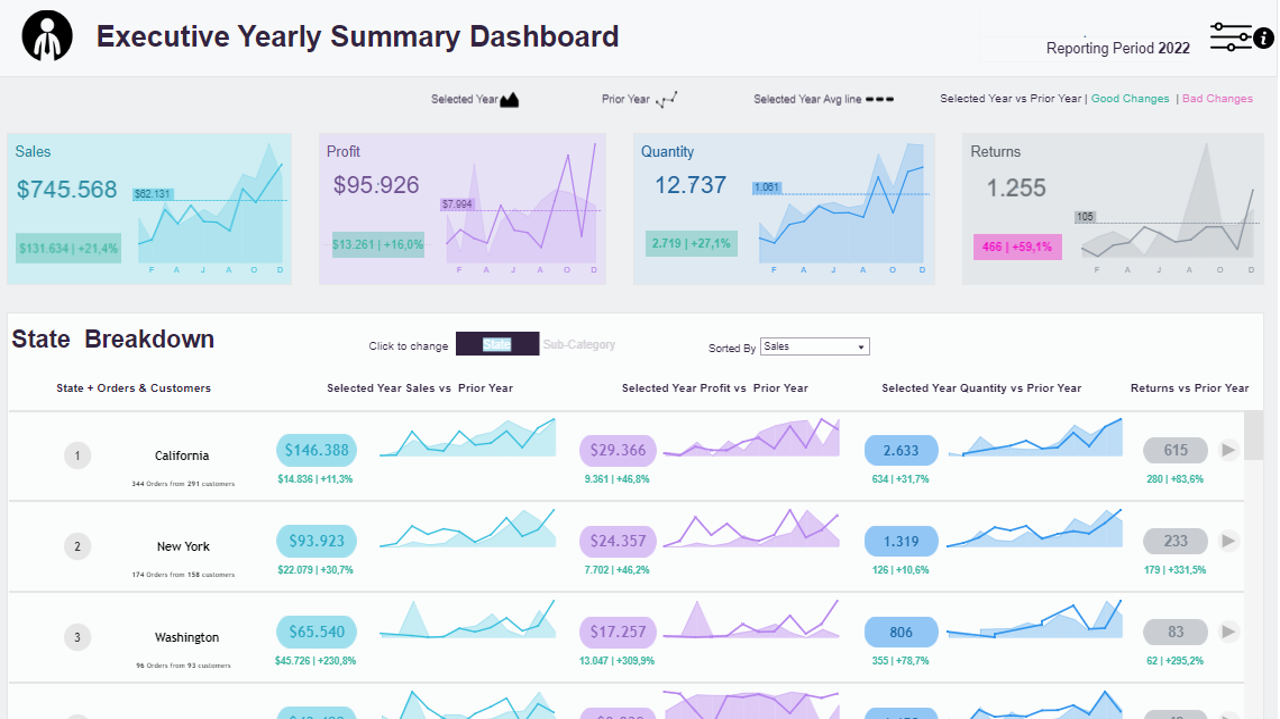 Executive Yearly Summary Dashboard
Reporting Period 2022
Selected Year
Prior Year
Selected Year Avg line
Selected Year vs Prior Year | Good Changes | Bad Changes
Sales
$745.568
$62.131
$131.634 | +21,4%
F A J A O D
Profit
$95.926
$7.994
$13.261 | +16,0%
F A J A O D
Quantity
12.737
1.061
2.719 | +27,1%
F A J A O D
Returns
1.255
105
466 | +59,1%
F A J A O D
State Breakdown
Click to change
State
Sub-Category
Sorted By
Sales
State + Orders & Customers
Selected Year Sales vs Prior Year
Selected Year Profit vs Prior Year
Selected Year Quantity vs Prior Year
Returns vs Prior Year
1
California
344 Orders from 291 customers
$146.388
$14.836 | +11,3%
$29.366
9.361 | +46,8%
2.633
634 | +31,7%
615
280 | +83,6%
2
New York
174 Orders from 158 customers
$93.923
$22.079 | +30,7%
$24.357
7.702 | +46,2%
1.319
126 | +10,6%
233
179 | +331,5%
3
Washington
96 Orders from 93 customers
$65.540
$45.726 | +230,8%
$17.257
13.047 | +309,9%
806
355 | +78,7%
83
62 | +295,2%